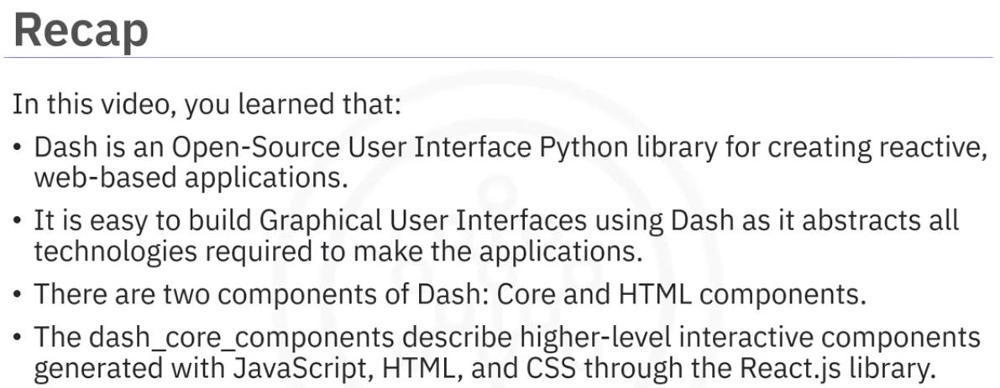 Recap
In this video, you learned that:
• Dash is an Open-Source User Interface Python library for creating reactive,
web-based applications.
• It is easy to build Graphical User Interfaces using Dash as it abstracts all
technologies required to make the applications.
• There are two components of Dash: Core and HTML components.
• The dash_core_components describe higher-level interactive components
generated with JavaScript, HTML, and CSS through the React.js library.